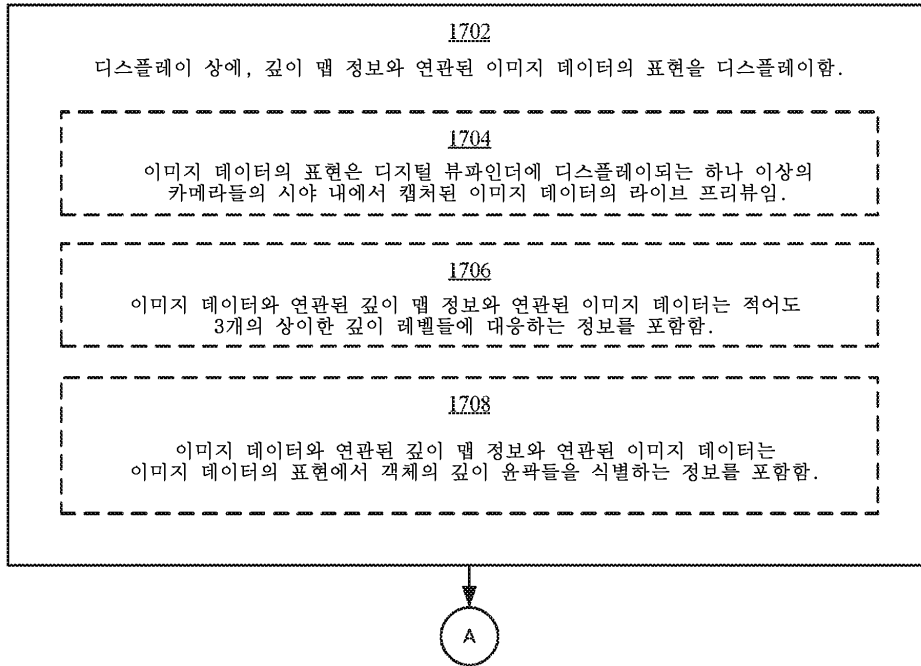 1702
디스플레이 상에, 깊이 맵 정보와 연관된 이미지 데이터의 표현을 디스플레이함.
1704
이미지 데이터의 표현은 디지털 뷰파인더에 디스플레이되는 하나 이상의
카메라들의 시야 내에서 캡처된 이미지 데이터의 라이브 프리뷰임.
1706
이미지 데이터와 연관된 깊이 맵 정보와 연관된 이미지 데이터는 적어도
3개의 상이한 깊이 레벨들에 대응하는 정보를 포함함.
1708
이미지 데이터와 연관된 깊이 맵 정보와 연관된 이미지 데이터는
이미지 데이터의 표현에서 객체의 깊이 윤곽들을 식별하는 정보를 포함함.
A